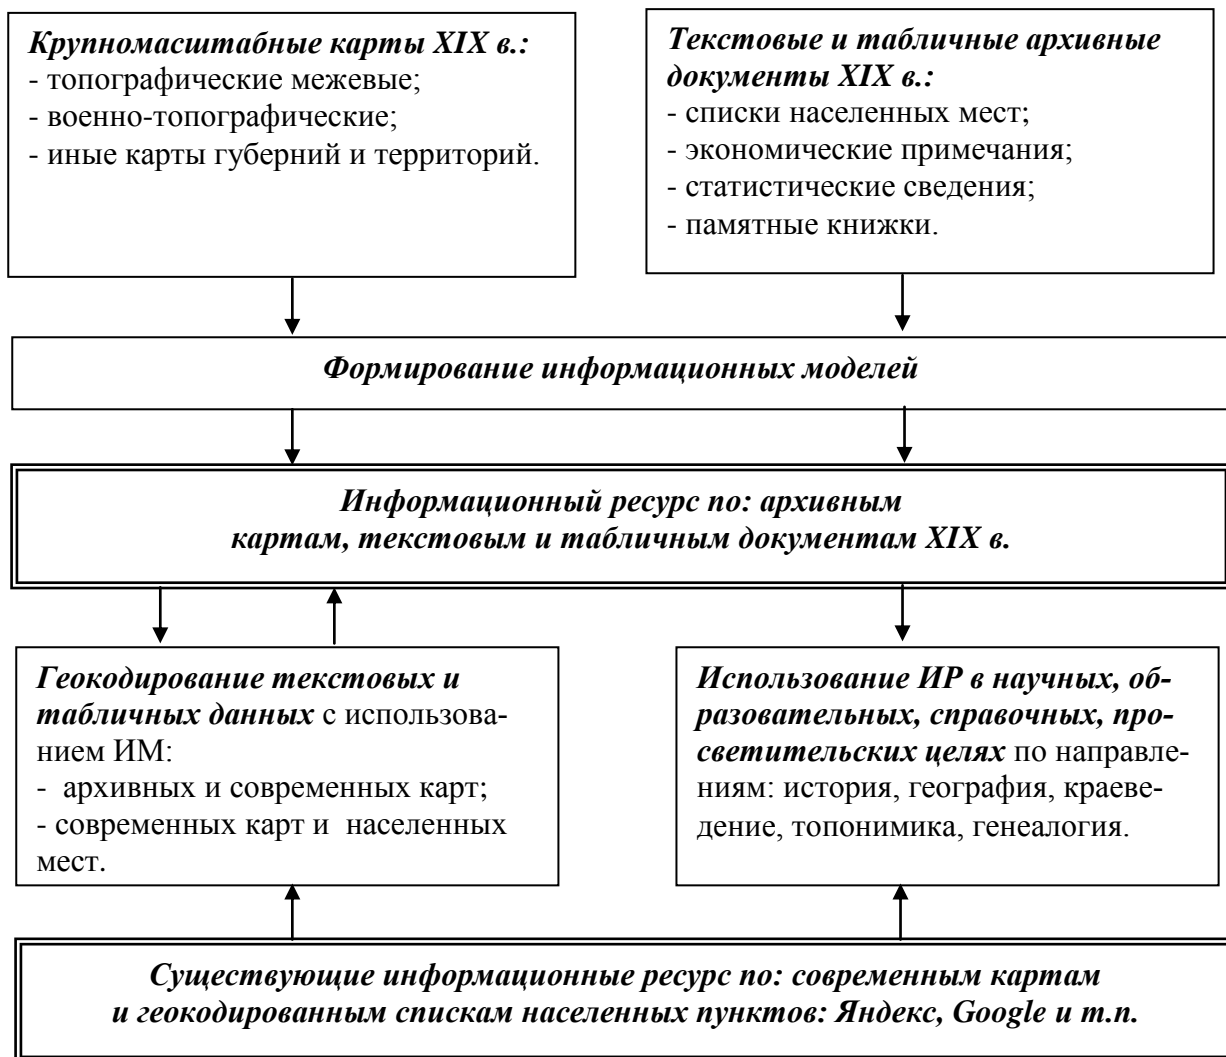 Крупномасштабные карты XIX в.:
- топографические межевые;
- военно-топографические;
- иные карты губерний и территорий.
Текстовые и табличные архивные
документы XIX в.:
- списки населенных мест;
- экономические примечания;
- статистические сведения;
- памятные книжки.
Формирование информационных моделей
Информационный ресурс по: архивным
картам, текстовым и табличным документам XIX в.
Геокодирование текстовых и
табличных данных с использова-
нием ИМ:
- архивных и современных карт;
- современных карт и населенных
мест.
Использование ИР в научных, об-
разовательных, справочных, про-
светительских целях по направле-
ниям: история, география, краеве-
дение, топонимика, генеалогия.
Существующие информационные ресурс по: современным картам
и геокодированным спискам населенных пунктов: Яндекс, Google и т.п.